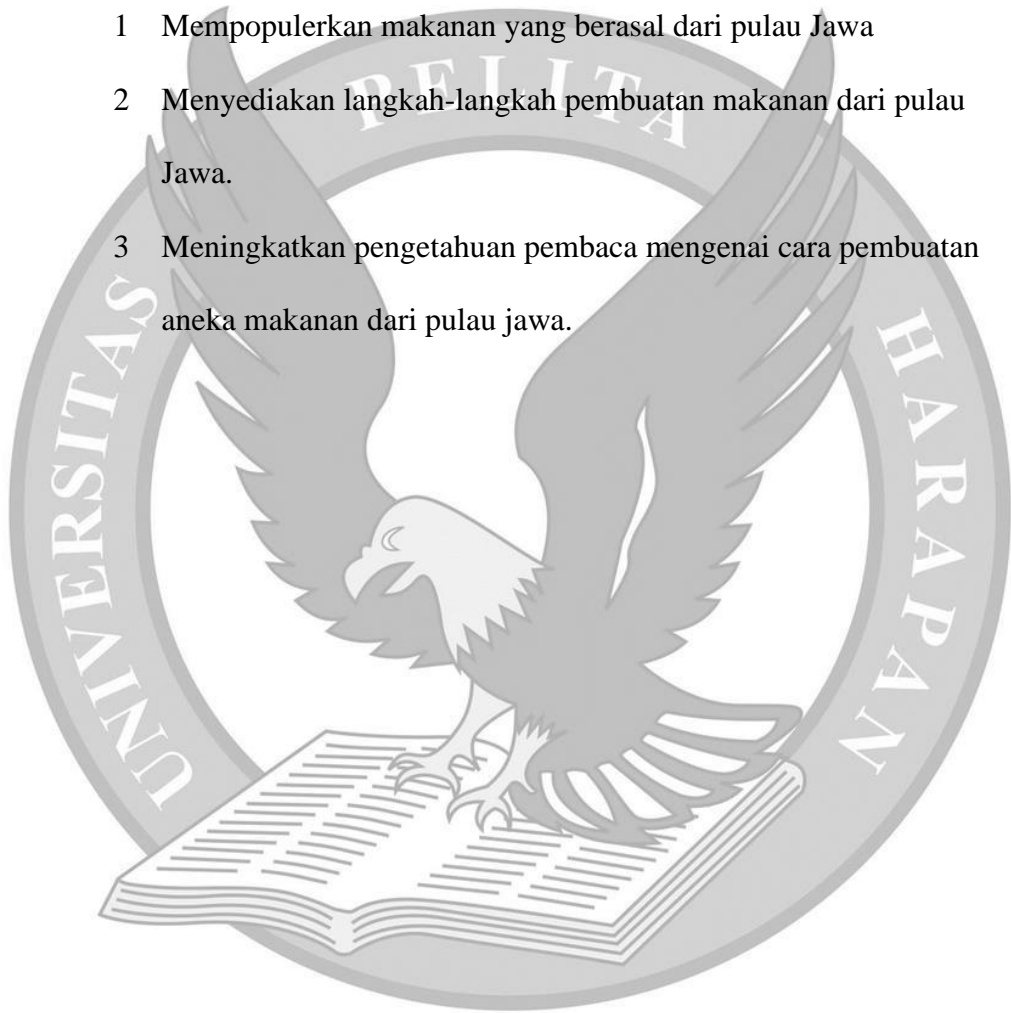 1 Mempopulerkan makanan yang berasal dari pulau Jawa
2 Menyediakan langkah-langkah pembuatan makanan dari pulau
Jawa.
3 Meningkatkan pengetahuan pembaca mengenai cara pembuatan
aneka makanan dari pulau jawa.
UNIVERSITAS
PELITA
HARAPAN